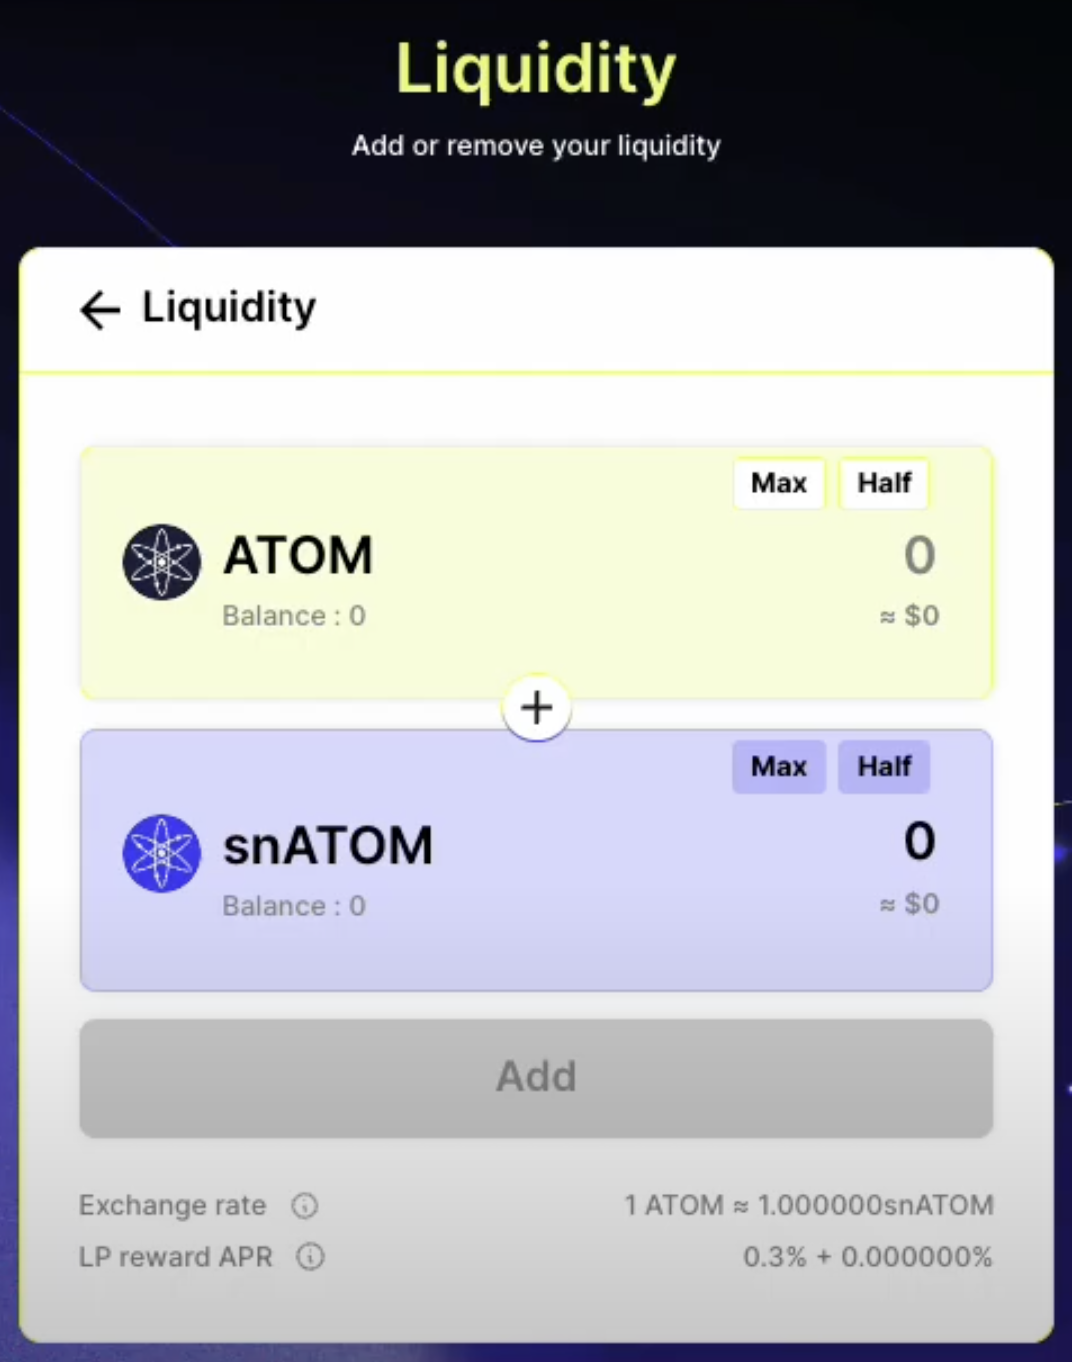 Liquidity
Add or remove your liquidity
← Liquidity
Max Half
ATOM 0
Balance : 0 ≈ $0
+
Max Half
snATOM 0
Balance : 0 ≈ $0
Add
Exchange rate 1 ATOM ≈ 1.000000snATOM
LP reward APR 0.3% + 0.000000%